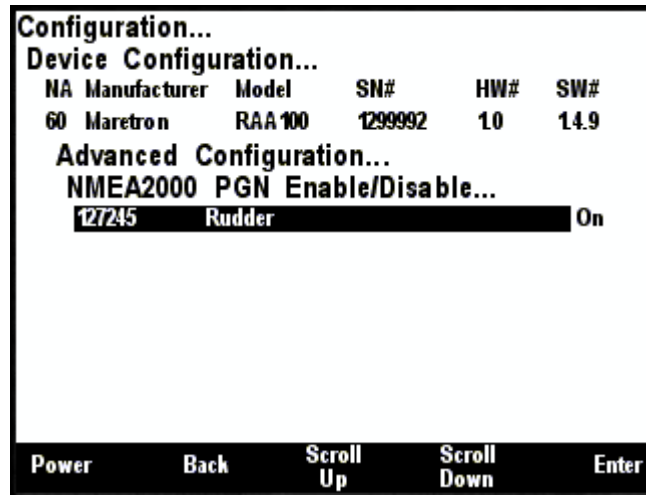 Configuration...
Device Configuration...
NA Manufacturer Model SN# HW# SW#
60 Maretron RAA100 1299992 1.0 1.4.9
Advanced Configuration...
NMEA2000 PGN Enable/Disable...
127245 Rudder On
Power Back Scroll Up Scroll Down Enter